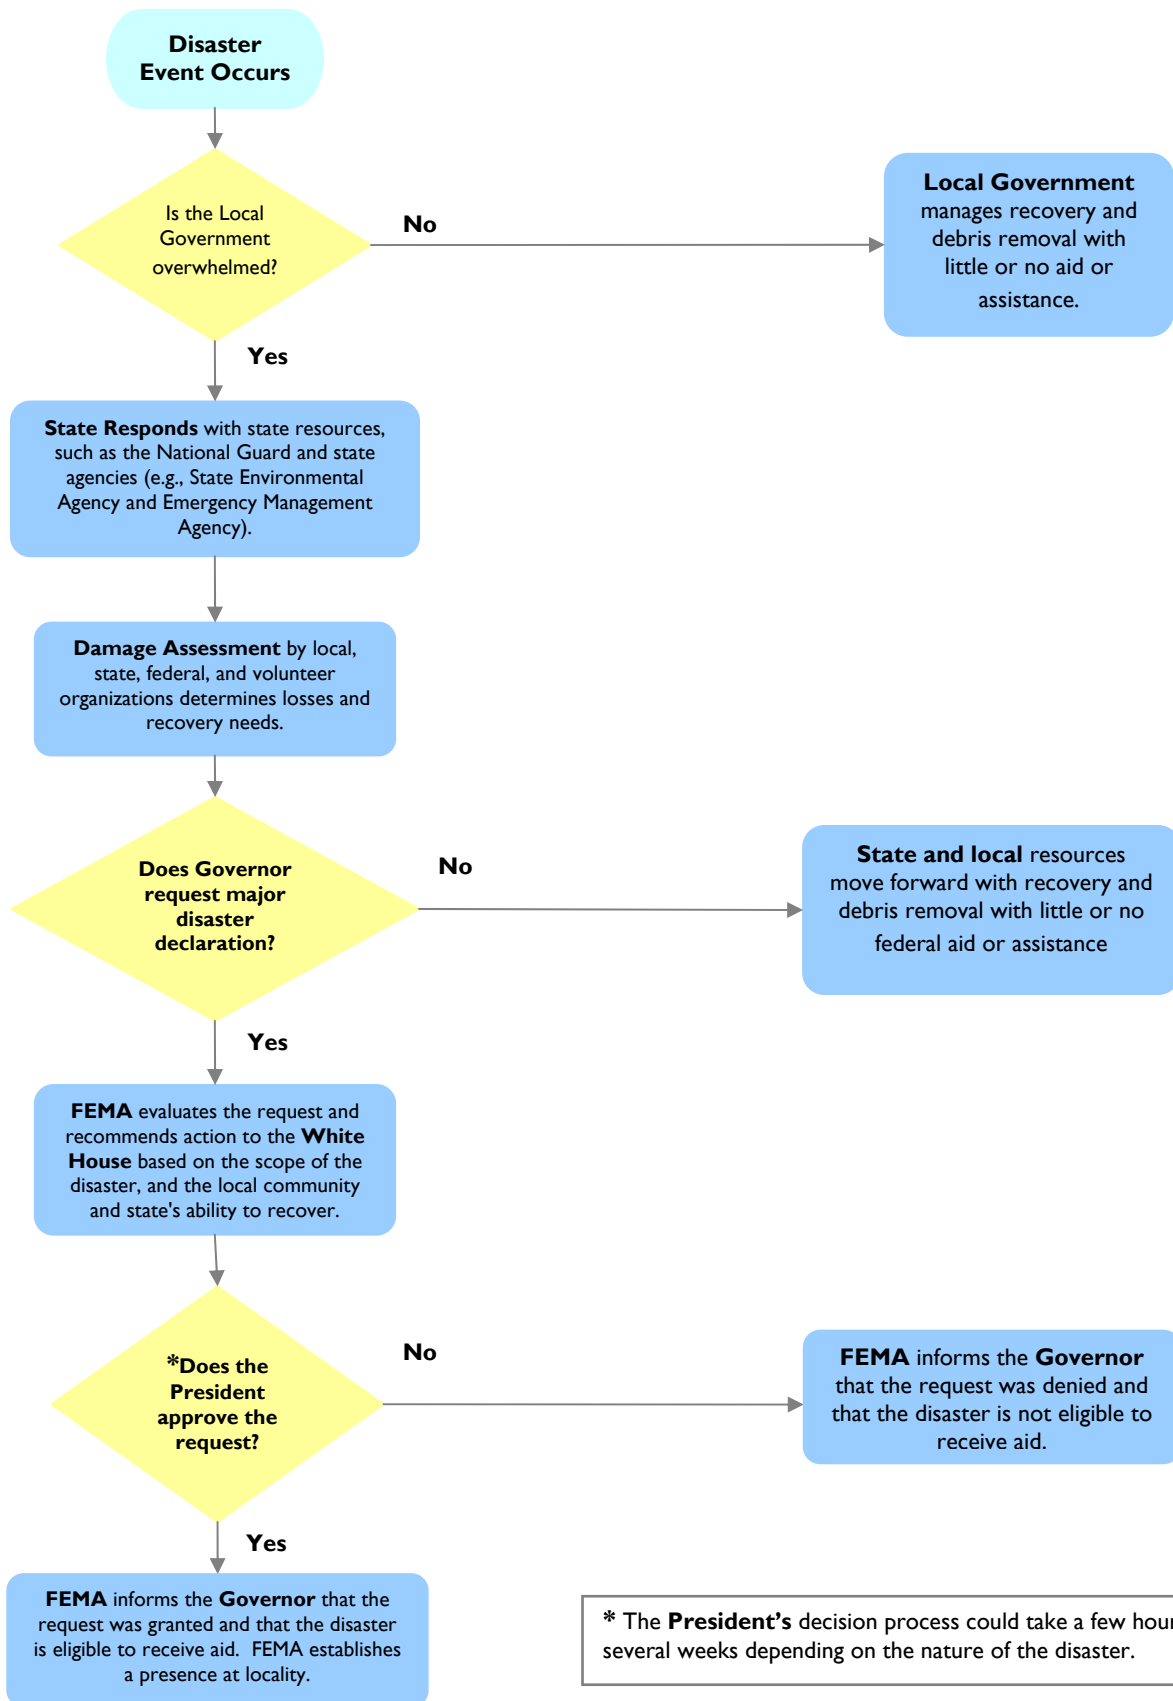 Disaster
Event Occurs
Is the Local
Government
overwhelmed?
No
Local Government
manages recovery and
debris removal with
little or no aid or
assistance.
Yes
State Responds with state resources,
such as the National Guard and state
agencies (e.g., State Environmental
Agency and Emergency Management
Agency).
Damage Assessment by local,
state, federal, and volunteer
organizations determines losses and
recovery needs.
Does Governor
request major
disaster
declaration?
No
State and local resources
move forward with recovery and
debris removal with little or no
federal aid or assistance
Yes
FEMA evaluates the request and
recommends action to the White
House based on the scope of the
disaster, and the local community
and state's ability to recover.
*Does the
President
approve the
request?
No
FEMA informs the Governor
that the request was denied and
that the disaster is not eligible to
receive aid.
Yes
FEMA informs the Governor that the
request was granted and that the disaster
is eligible to receive aid. FEMA establishes
a presence at locality.
* The President's decision process could take a few hour
several weeks depending on the nature of the disaster.